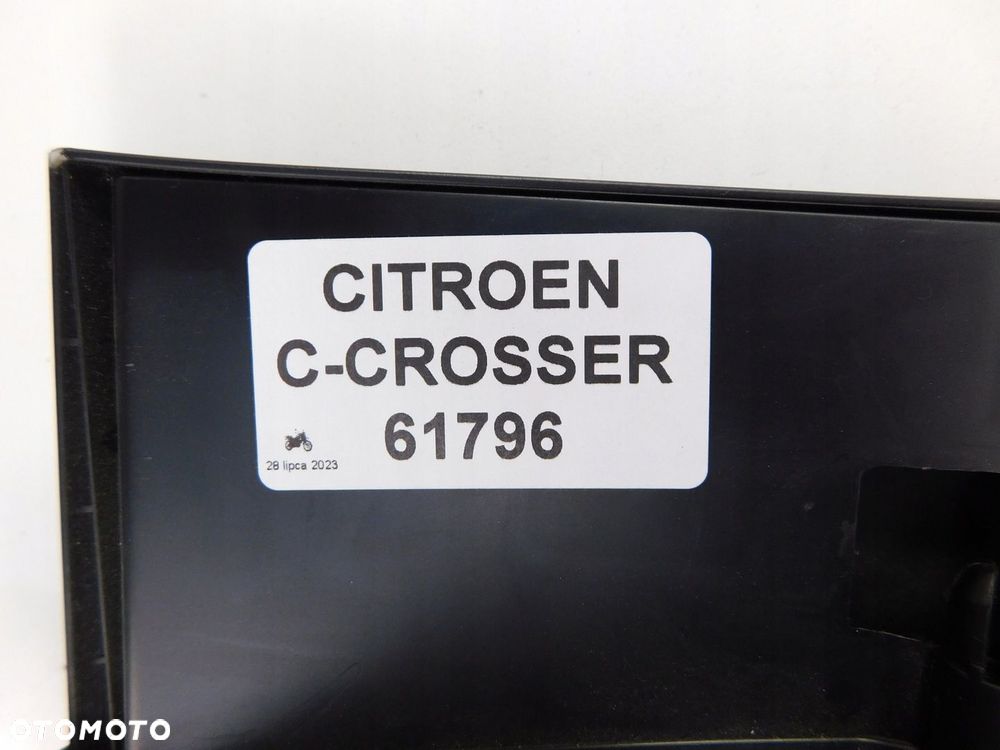 CITROEN
C-CROSSER
61796
28 lipca 2023
OTOMOTO